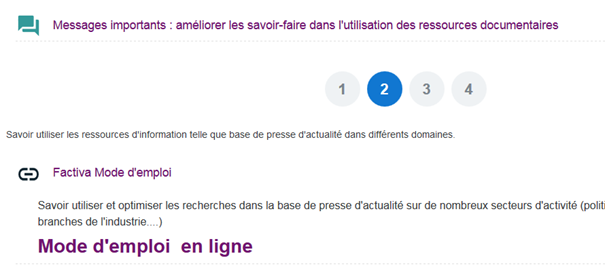 Messages importants : améliorer les savoir-faire dans l'utilisation des ressources documentaires
1 2 3 4
Savoir utiliser les ressources d'information telle que base de presse d'actualité dans différents domaines.
Factiva Mode d'emploi
Savoir utiliser et optimiser les recherches dans la base de presse d'actualité sur de nombreux secteurs d'activité
branches de l'industrie....)
Mode d'emploi en ligne